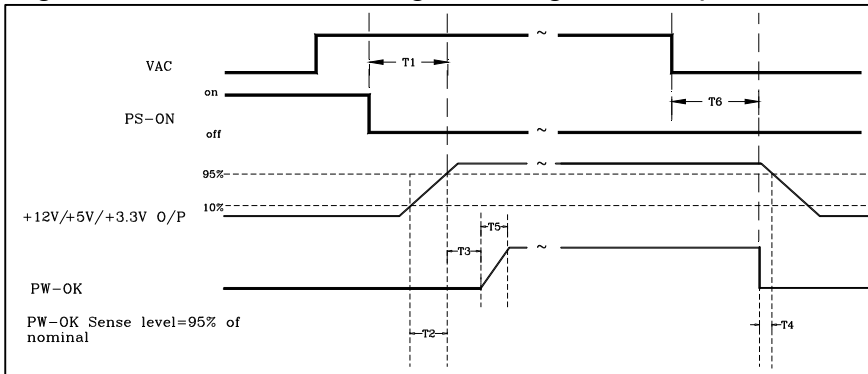 VAC
T1
~
on
PS-ON
off
~
T6
95%
~
10%
+12V/+5V/+3.3V O/P
T5
T3
~
PW-OK
PW-OK Sense level=95% of
nominal
T2
T4